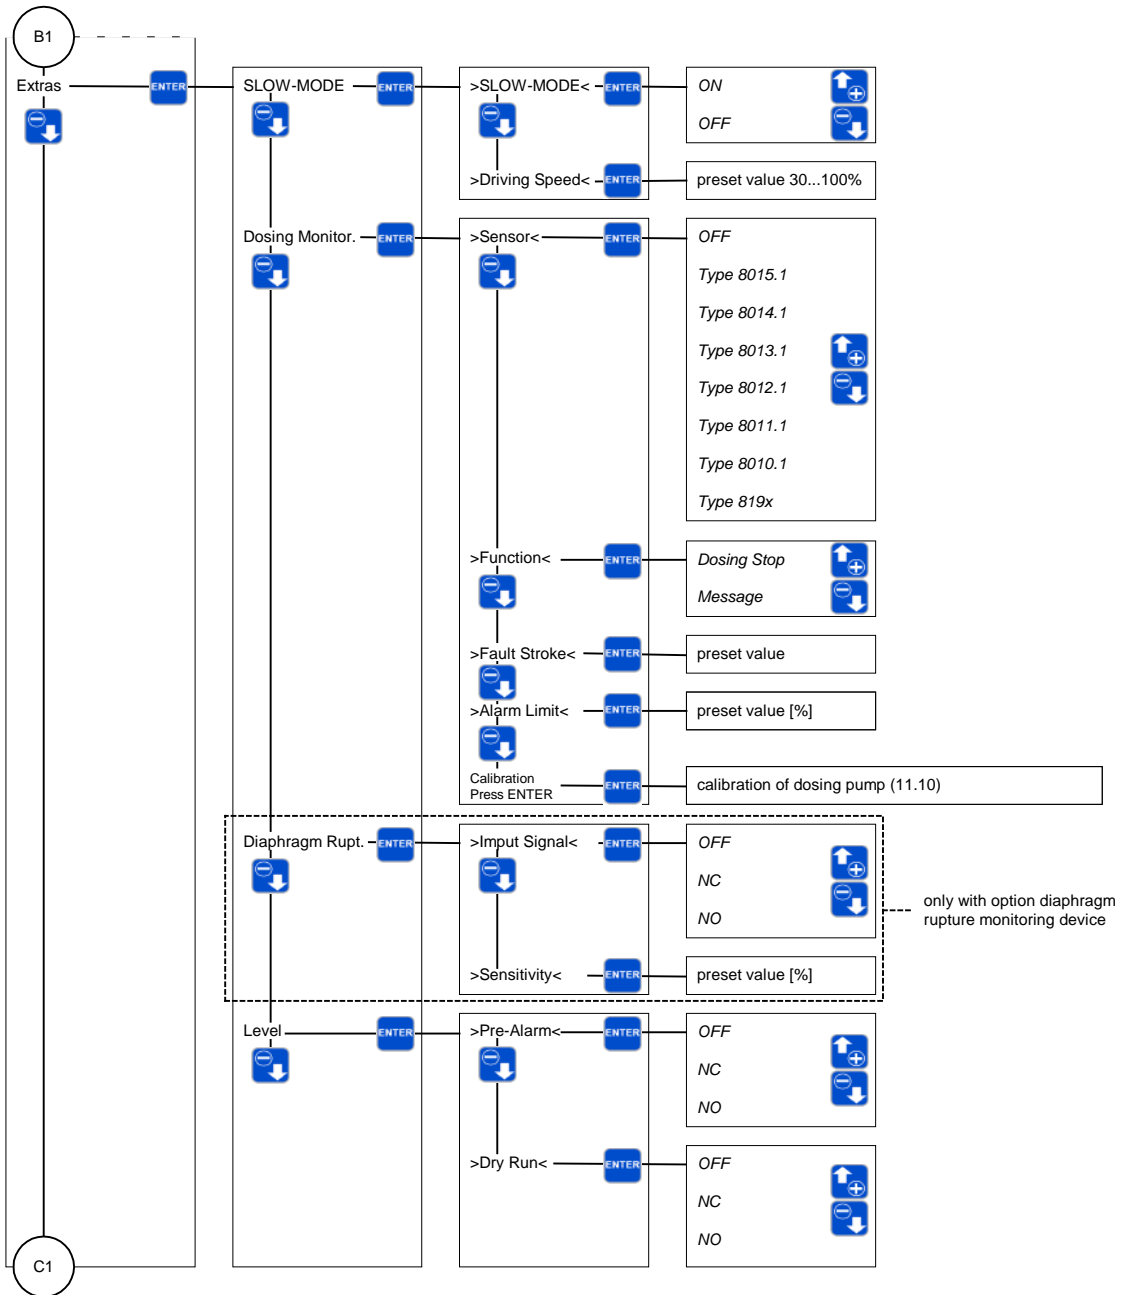 B1
Extras ENTER SLOW-MODE ENTER >SLOW-MODE< ENTER ON
OFF
>Driving Speed< ENTER preset value 30...100%
Dosing Monitor. ENTER >Sensor< ENTER OFF
Type 8015.1
Type 8014.1
Type 8013.1
Type 8012.1
Type 8011.1
Type 8010.1
Type 819x
>Function< ENTER Dosing Stop
Message
>Fault Stroke< ENTER preset value
>Alarm Limit< ENTER preset value [%]
Calibration
Press ENTER ENTER calibration of dosing pump (11.10)
Diaphragm Rupt. ENTER >Imput Signal< ENTER OFF
NC
NO
only with option diaphragm
rupture monitoring device
>Sensitivity< ENTER preset value [%]
Level ENTER >Pre-Alarm< ENTER OFF
NC
NO
>Dry Run< ENTER OFF
NC
NO
C1